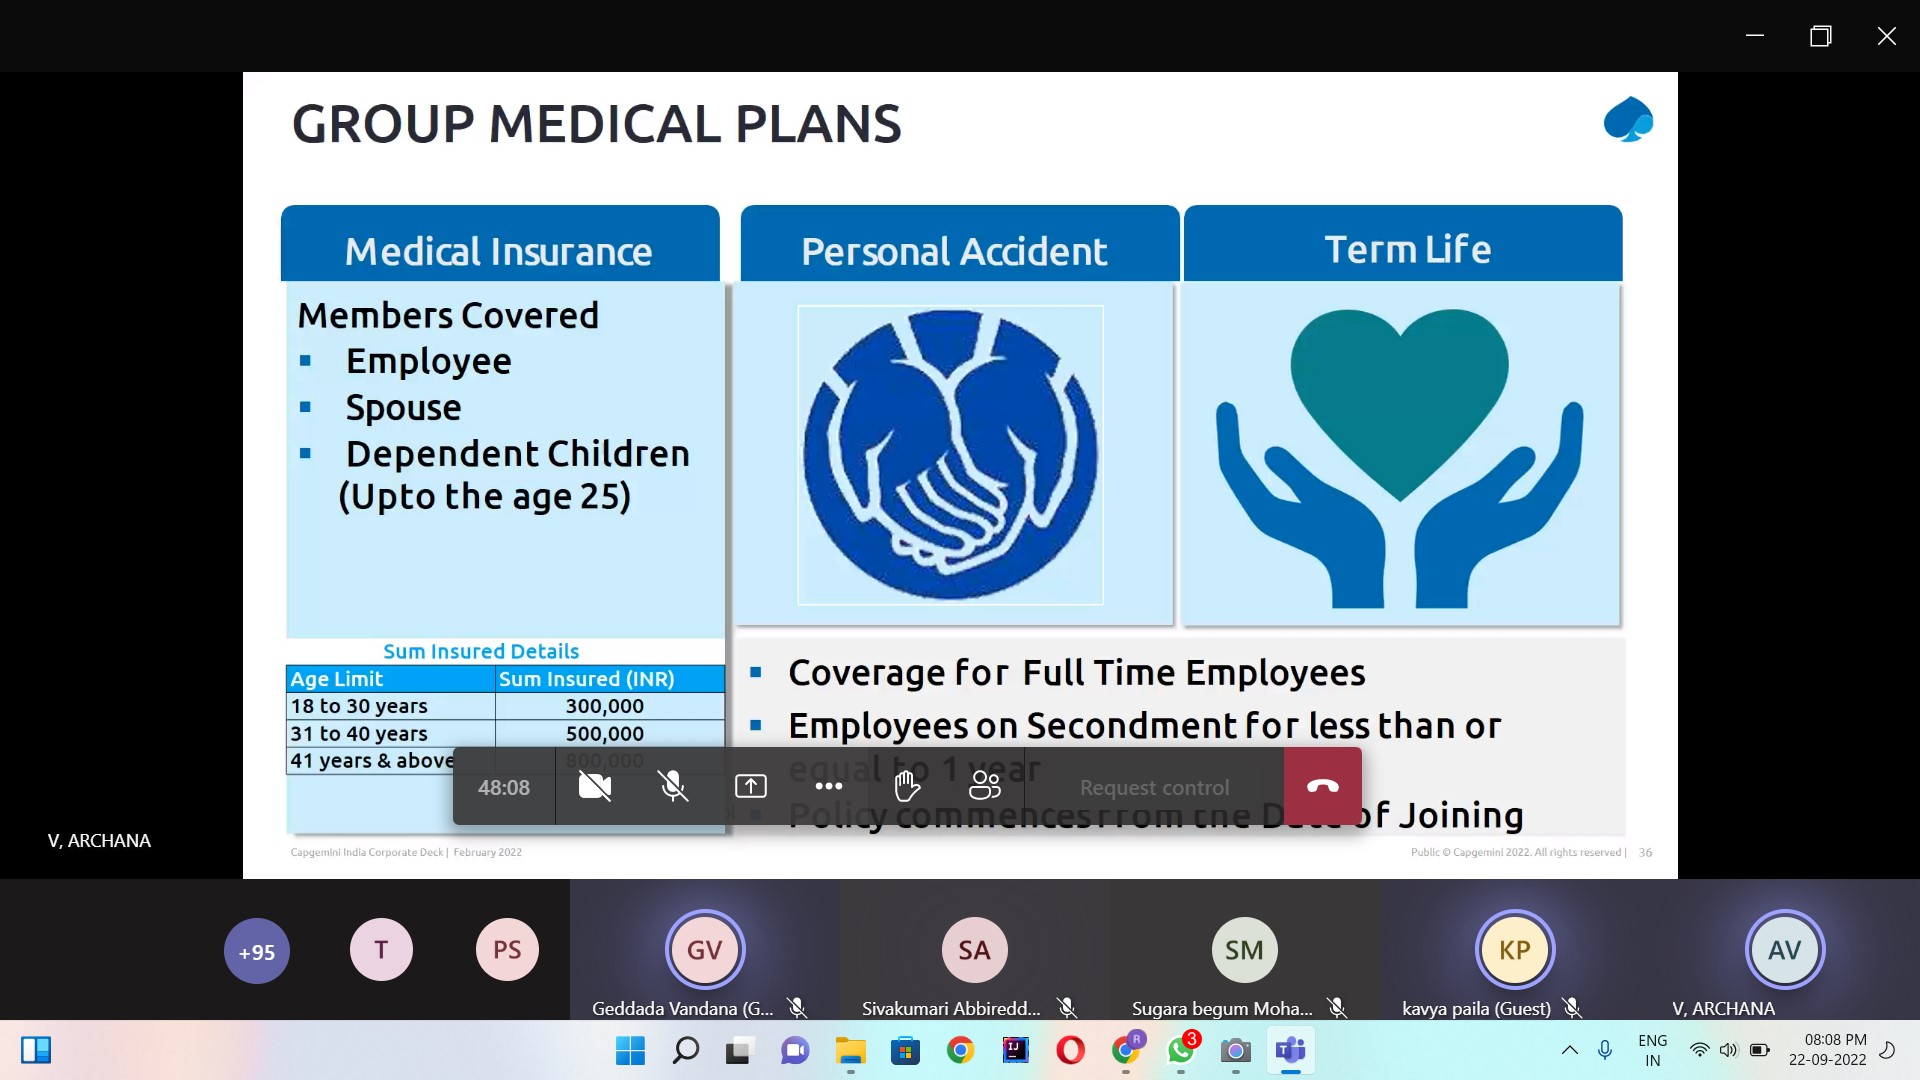 GROUP MEDICAL PLANS
Medical Insurance
Members Covered
▪ Employee
▪ Spouse
▪ Dependent Children
(Upto the age 25)
Sum Insured Details
Age Limit Sum Insured (INR)
18 to 30 years 300,000
31 to 40 years 500,000
41 years & above 800,000
Personal Accident
Term Life
▪ Coverage for Full Time Employees
▪ Employees on Secondment for less than or
equal to 1 year
▪ Policy commences from the Date of Joining
48:08
Request control
Capgemini India Corporate Deck | February 2022
Public © Capgemini 2022. All rights reserved | 36
V, ARCHANA
+95
T
PS
GV
SA
SM
KP
AV
Geddada Vandana (G...
Sivakumari Abbiredd...
Sugara begum Moha...
kavya paila (Guest)
V, ARCHANA
IJ
R
3
T
ENG
IN
08:08 PM
22-09-2022